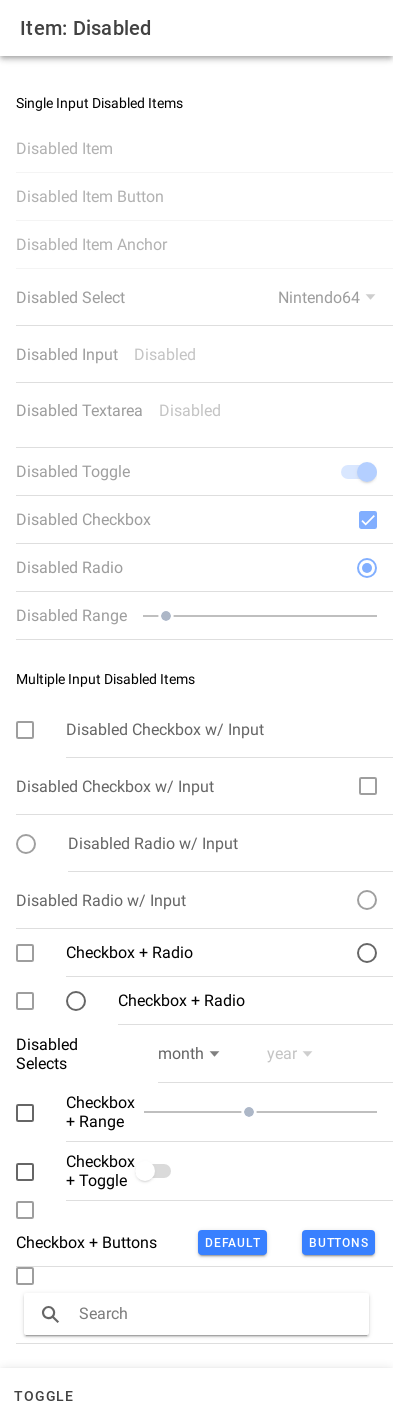 Item: Disabled
Single Input Disabled Items
Disabled Item
Disabled Item Button
Disabled Item Anchor
Disabled Select Nintendo64
Disabled Input Disabled
Disabled Textarea Disabled
Disabled Toggle
Disabled Checkbox
Disabled Radio
Disabled Range
Multiple Input Disabled Items
Disabled Checkbox w/ Input
Disabled Checkbox w/ Input
Disabled Radio w/ Input
Disabled Radio w/ Input
Checkbox + Radio
Checkbox + Radio
Disabled
Selects
month year
Checkbox
+ Range
Checkbox
+ Toggle
Checkbox + Buttons DEFAULT BUTTONS
Search
TOGGLE